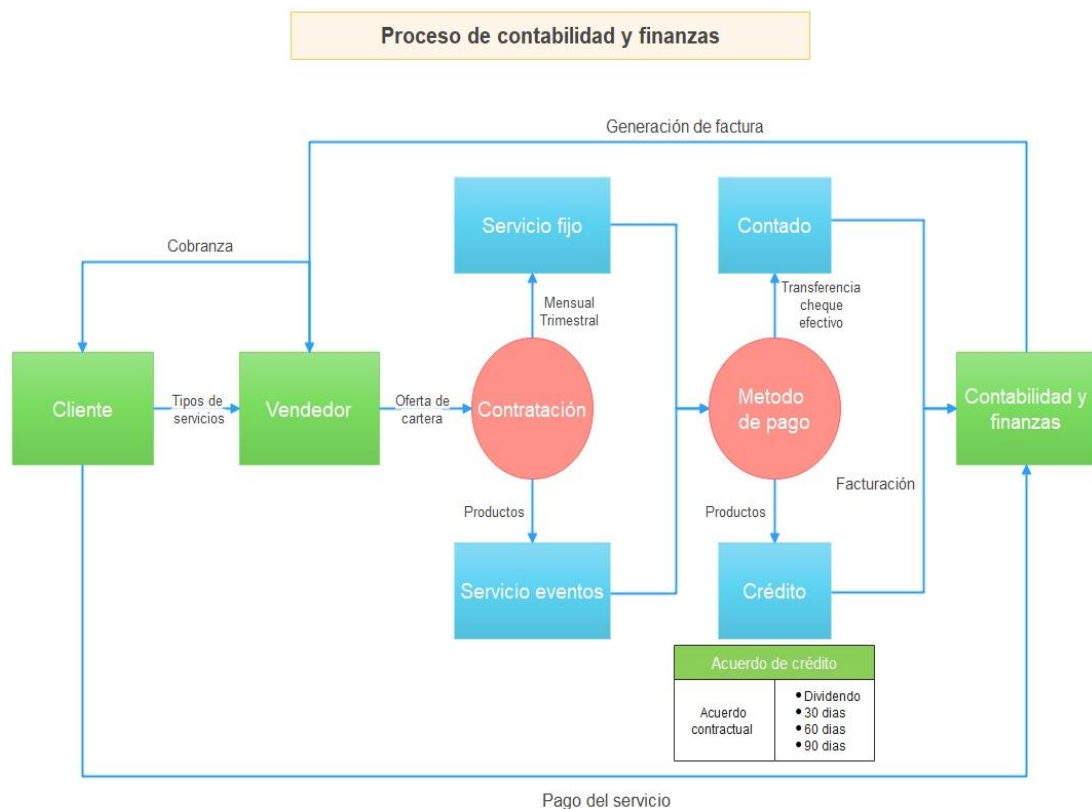 Proceso de contabilidad y finanzas
Generación de factura
Servicio fijo
Contado
Cobranza
Mensual
Trimestral
Transferencia
cheque
efectivo
Cliente
Tipos de
servicios
Vendedor
Oferta de
cartera
Contratación
Metodo
de pago
Contabilidad y
finanzas
Facturación
Productos
Productos
Servicio eventos
Crédito
Acuerdo de crédito
Acuerdo
contractual
• Dividendo
• 30 dias
• 60 dias
• 90 dias
Pago del servicio